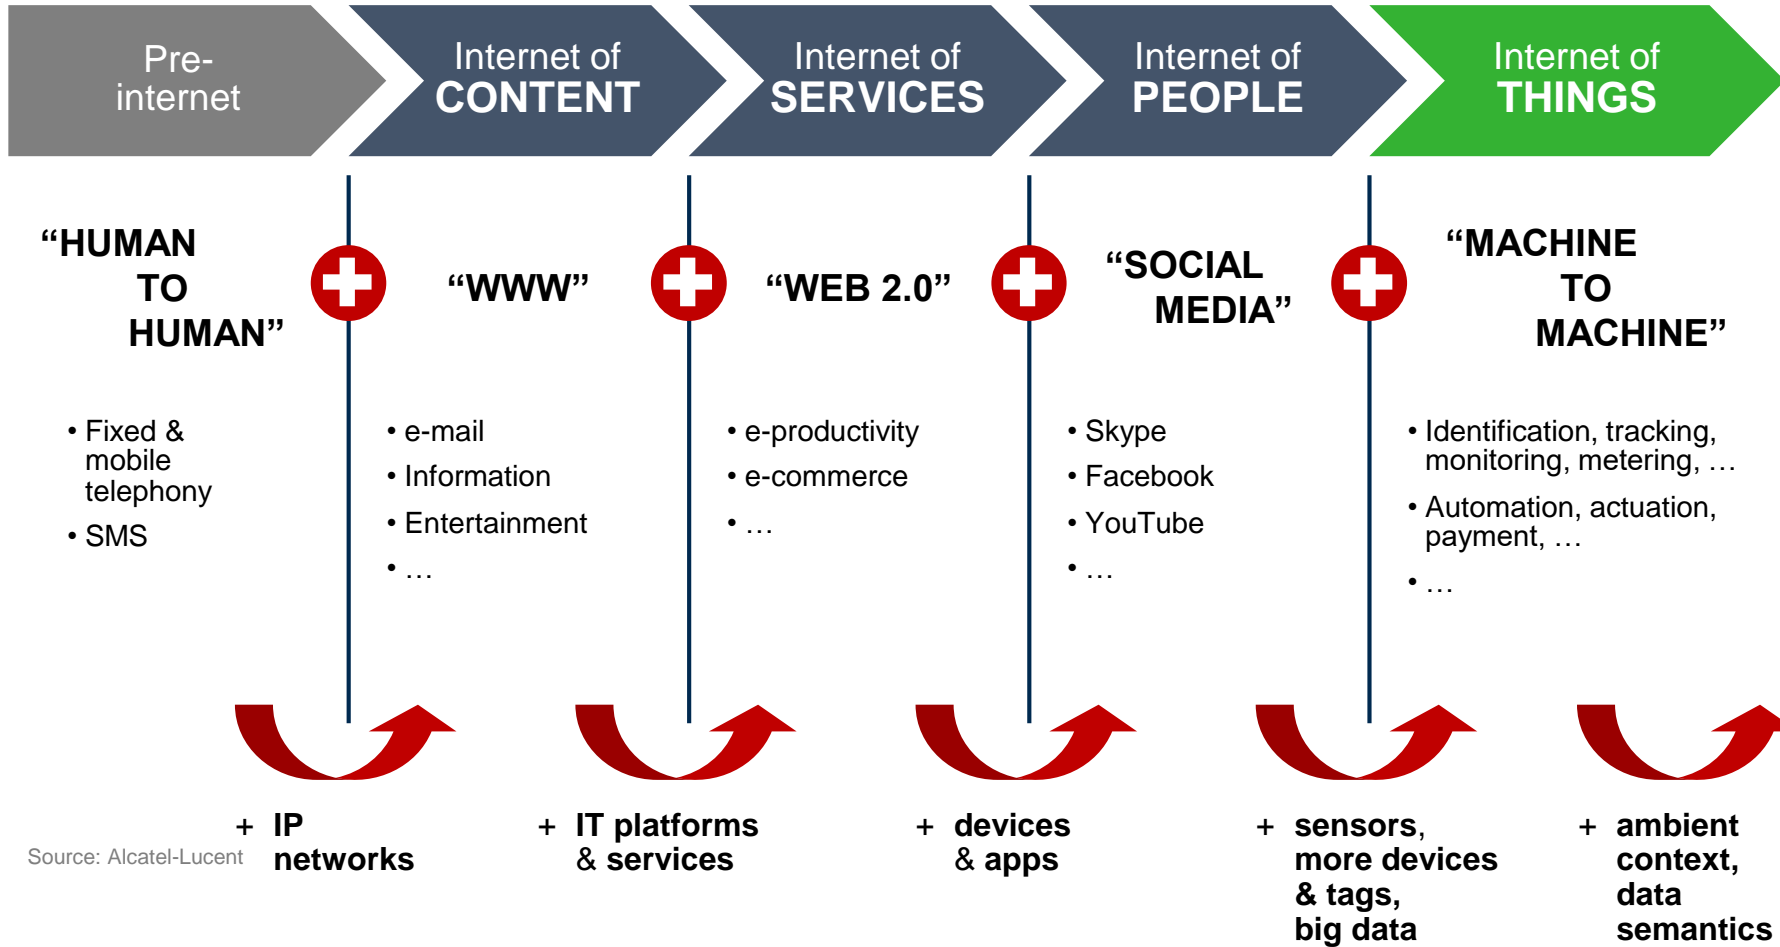 Pre-
internet
Internet of
CONTENT
Internet of
SERVICES
Internet of
PEOPLE
Internet of
THINGS
“HUMAN
TO
HUMAN”
“WWW”
“WEB 2.0”
“SOCIAL
MEDIA”
“MACHINE
TO
MACHINE”
• Fixed &
mobile
telephony
• SMS
• e-mail
• Information
• Entertainment
• …
• e-productivity
• e-commerce
• …
• Skype
• Facebook
• YouTube
• …
• Identification, tracking,
monitoring, metering, …
• Automation, actuation,
payment, …
• …
+ IP
networks
+ IT platforms
& services
+ devices
& apps
+ sensors,
more devices
& tags,
big data
+ ambient
context,
data
semantics
Source: Alcatel-Lucent